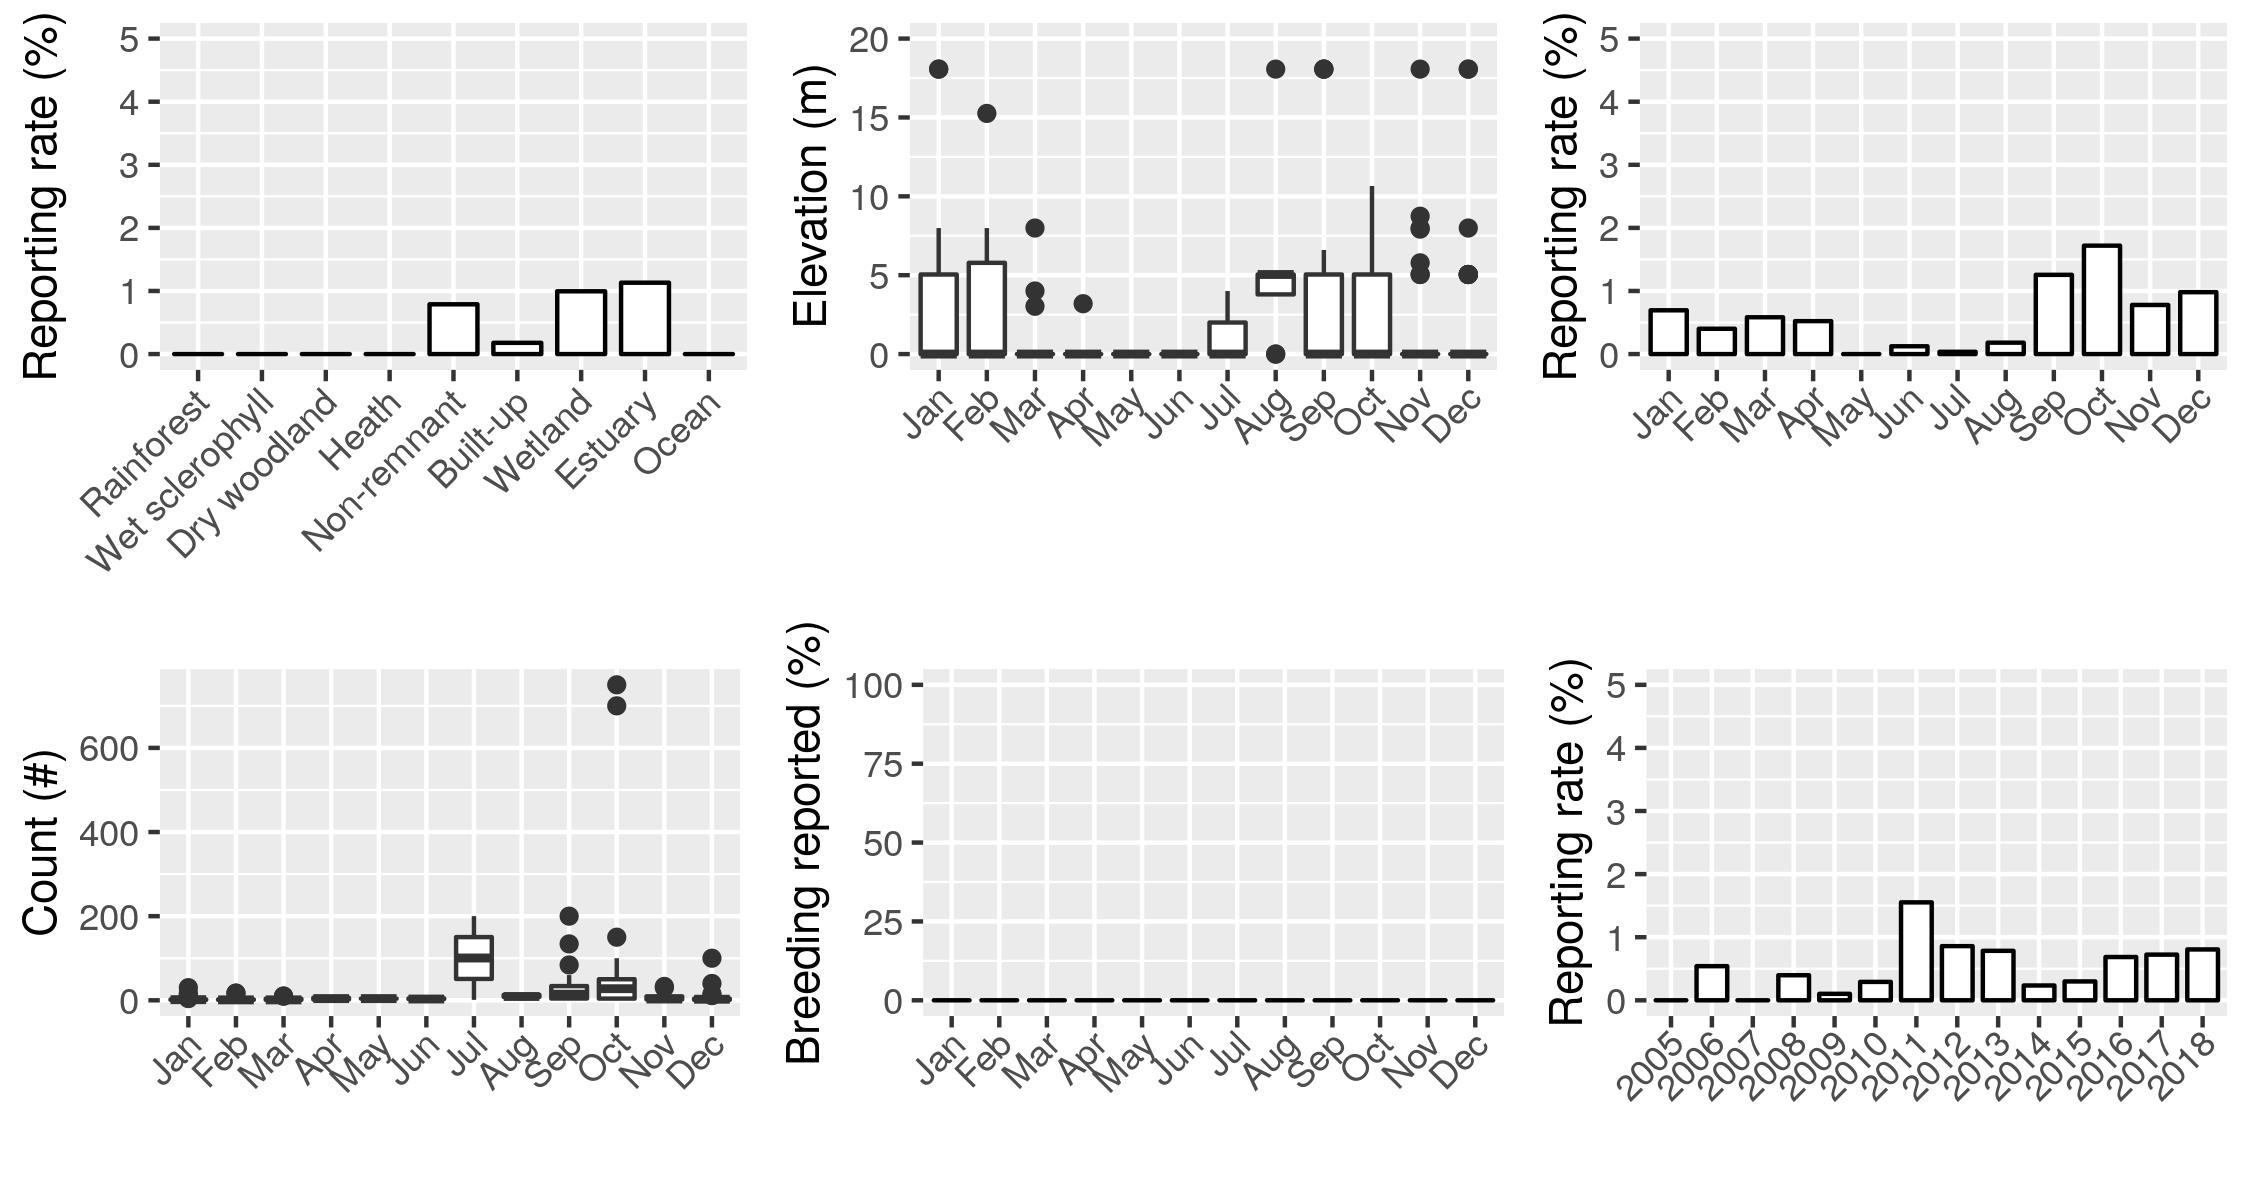 Reporting rate (%)
5
4
3
2
1
0
Rainforest
Wet sclerophyll
Dry woodland
Heath
Non-remnant
Built-up
Wetland
Estuary
Ocean
Elevation (m)
20
15
10
5
0
Jan
Feb
Mar
Apr
May
Jun
Jul
Aug
Sep
Oct
Nov
Dec
Reporting rate (%)
5
4
3
2
1
0
Jan
Feb
Mar
Apr
May
Jun
Jul
Aug
Sep
Oct
Nov
Dec
Count (#)
600
400
200
0
Jan
Feb
Mar
Apr
May
Jun
Jul
Aug
Sep
Oct
Nov
Dec
Breeding reported (%)
100
75
50
25
0
Jan
Feb
Mar
Apr
May
Jun
Jul
Aug
Sep
Oct
Nov
Dec
Reporting rate (%)
5
4
3
2
1
0
2005
2006
2007
2008
2009
2010
2011
2012
2013
2014
2015
2016
2017
2018